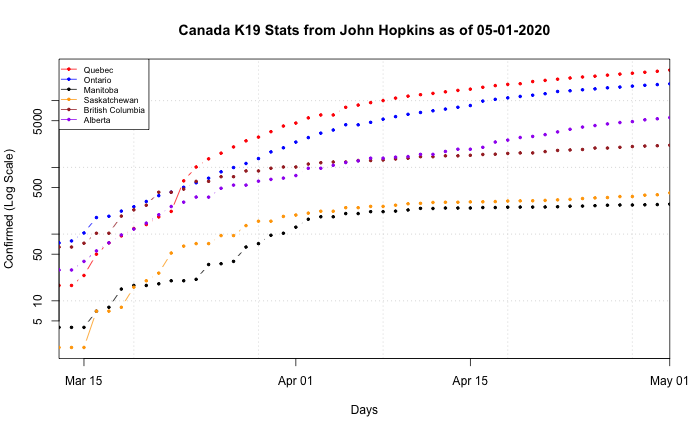 Canada K19 Stats from John Hopkins as of 05-01-2020
Quebec
Ontario
Manitoba
Saskatchewan
British Columbia
Alberta
Confirmed (Log Scale)
5000
500
50
10
5
Mar 15
Apr 01
Apr 15
May 01
Days